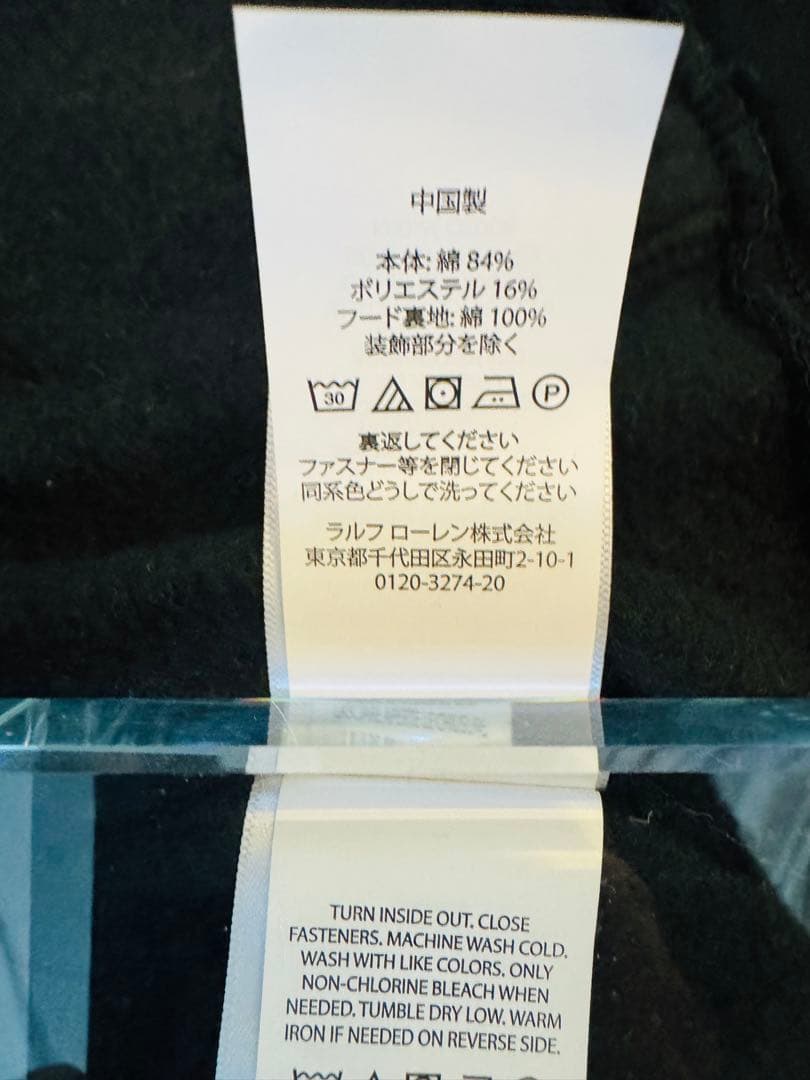 中国製
本体: 綿 84%
ポリエステル 16%
フード裏地: 綿 100%
装飾部分を除く
30 P
裏返してください
ファスナー等を閉じてください
同系色どうしで洗ってください
ラルフ ローレン株式会社
東京都千代田区永田町2-10-1
0120-3274-20
TURN INSIDE OUT. CLOSE
FASTENERS. MACHINE WASH COLD.
WASH WITH LIKE COLORS. ONLY
NON-CHLORINE BLEACH WHEN
NEEDED. TUMBLE DRY LOW. WARM
IRON IF NEEDED ON REVERSE SIDE.